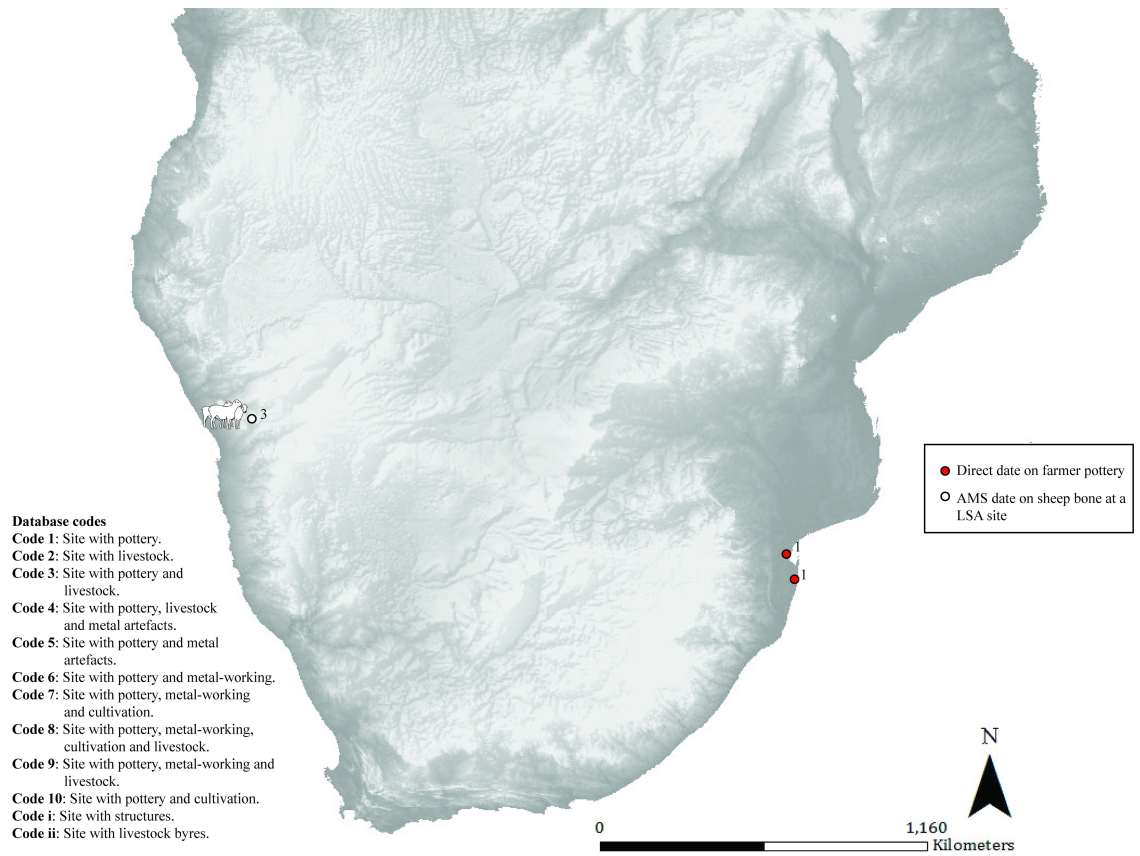 3
1
1
Direct date on farmer pottery
AMS date on sheep bone at a
LSA site
Database codes
Code 1: Site with pottery.
Code 2: Site with livestock.
Code 3: Site with pottery and
livestock.
Code 4: Site with pottery, livestock
and metal artefacts.
Code 5: Site with pottery and metal
artefacts.
Code 6: Site with pottery and metal-working.
Code 7: Site with pottery, metal-working
and cultivation.
Code 8: Site with pottery, metal-working,
cultivation and livestock.
Code 9: Site with pottery, metal-working and
livestock.
Code 10: Site with pottery and cultivation.
Code i: Site with structures.
Code ii: Site with livestock byres.
N
0 1,160
Kilometers